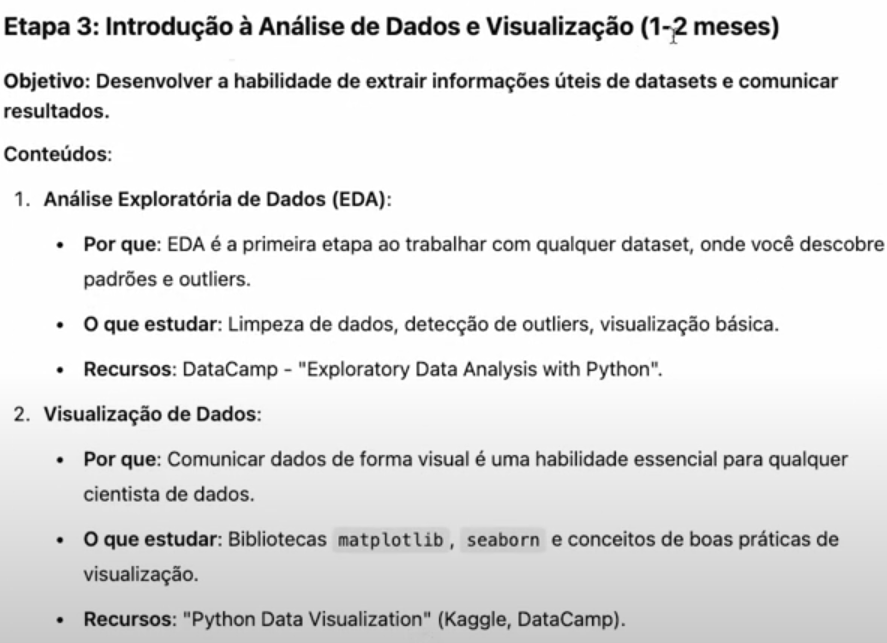 Etapa 3: Introdução à Análise de Dados e Visualização (1-2 meses)
Objetivo: Desenvolver a habilidade de extrair informações úteis de datasets e comunicar
resultados.
Conteúdos:
1. Análise Exploratória de Dados (EDA):
• Por que: EDA é a primeira etapa ao trabalhar com qualquer dataset, onde você descobre
padrões e outliers.
• O que estudar: Limpeza de dados, detecção de outliers, visualização básica.
• Recursos: DataCamp - "Exploratory Data Analysis with Python".
2. Visualização de Dados:
• Por que: Comunicar dados de forma visual é uma habilidade essencial para qualquer
cientista de dados.
• O que estudar: Bibliotecas matplotlib, seaborn e conceitos de boas práticas de
visualização.
• Recursos: "Python Data Visualization" (Kaggle, DataCamp).